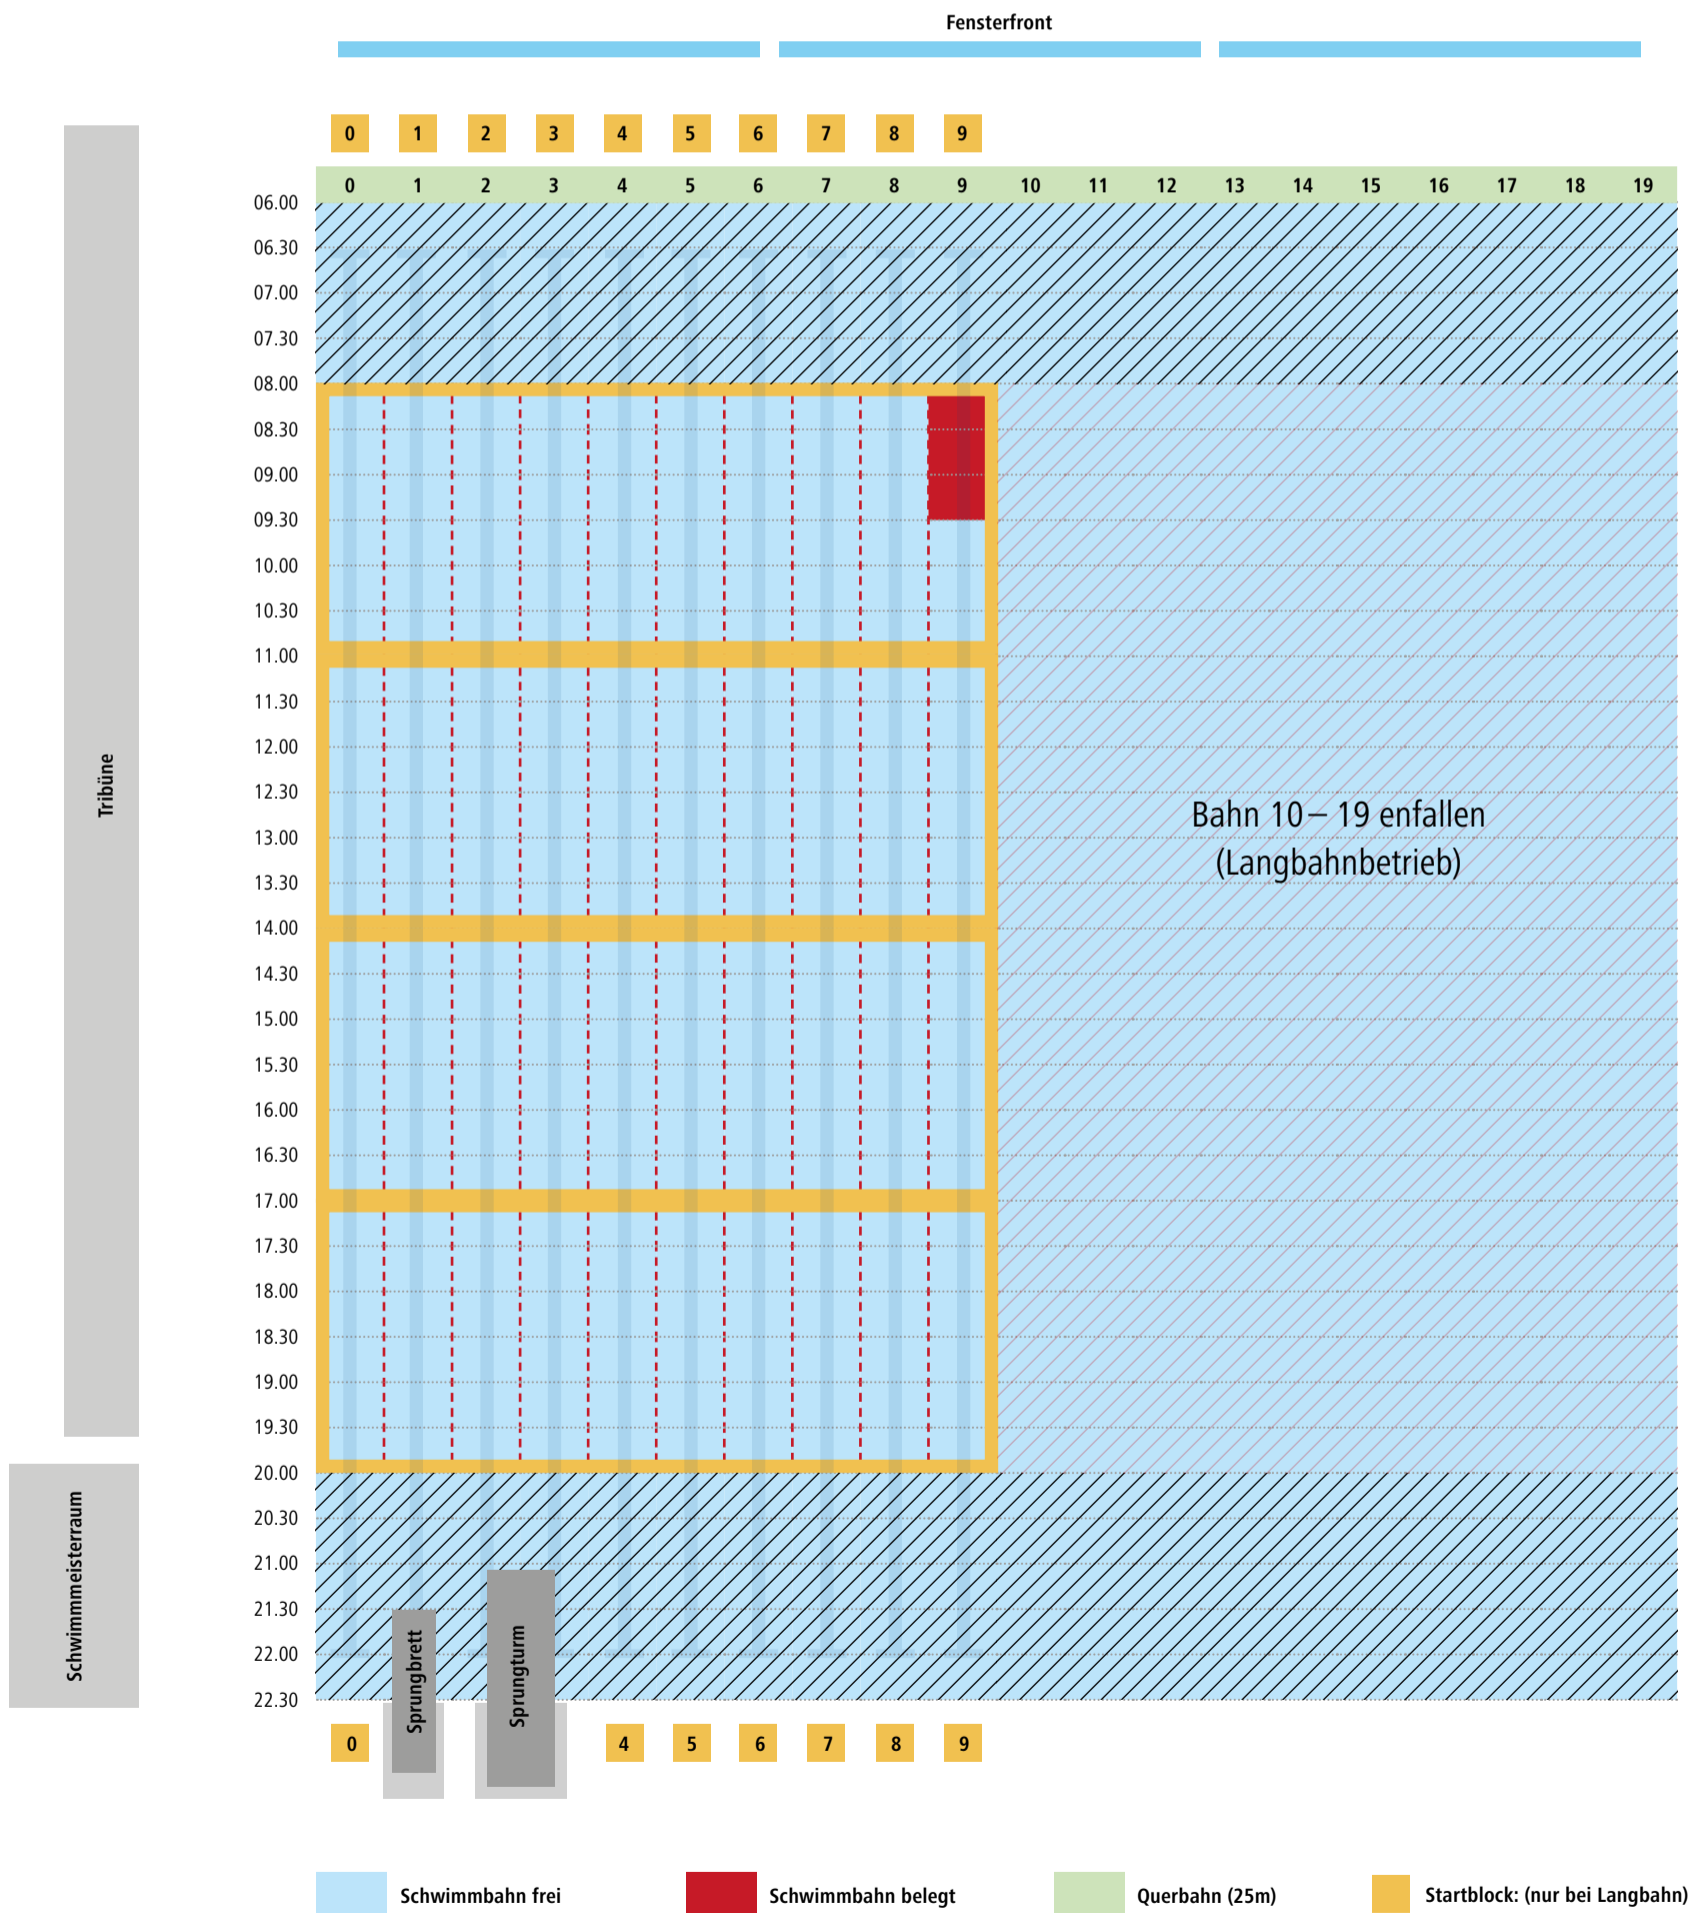 Fensterfront
0 1 2 3 4 5 6 7 8 9
0 1 2 3 4 5 6 7 8 9 10 11 12 13 14 15 16 17 18 19
06.00
06.30
07.00
07.30
08.00
08.30
09.00
09.30
10.00
10.30
11.00
11.30
12.00
12.30
13.00
13.30
14.00
14.30
15.00
15.30
16.00
16.30
17.00
17.30
18.00
18.30
19.00
19.30
20.00
20.30
21.00
21.30
22.00
22.30
Tribüne
Schwimmmeisterraum
Bahn 10 – 19 enfallen
(Langbahnbetrieb)
Sprungbrett
Sprungturm
0 4 5 6 7 8 9
Schwimmbahn frei
Schwimmbahn belegt
Querbahn (25m)
Startblock: (nur bei Langbahn)